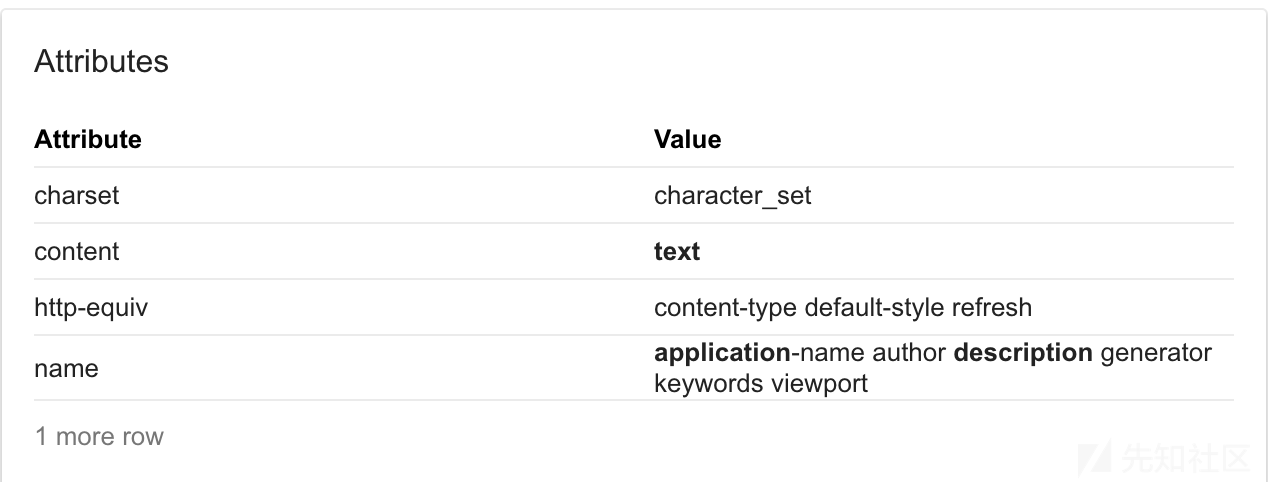 Attributes
Attribute Value
charset character_set
content text
http-equiv content-type default-style refresh
name application-name author description generator
keywords viewport
1 more row
先知社区